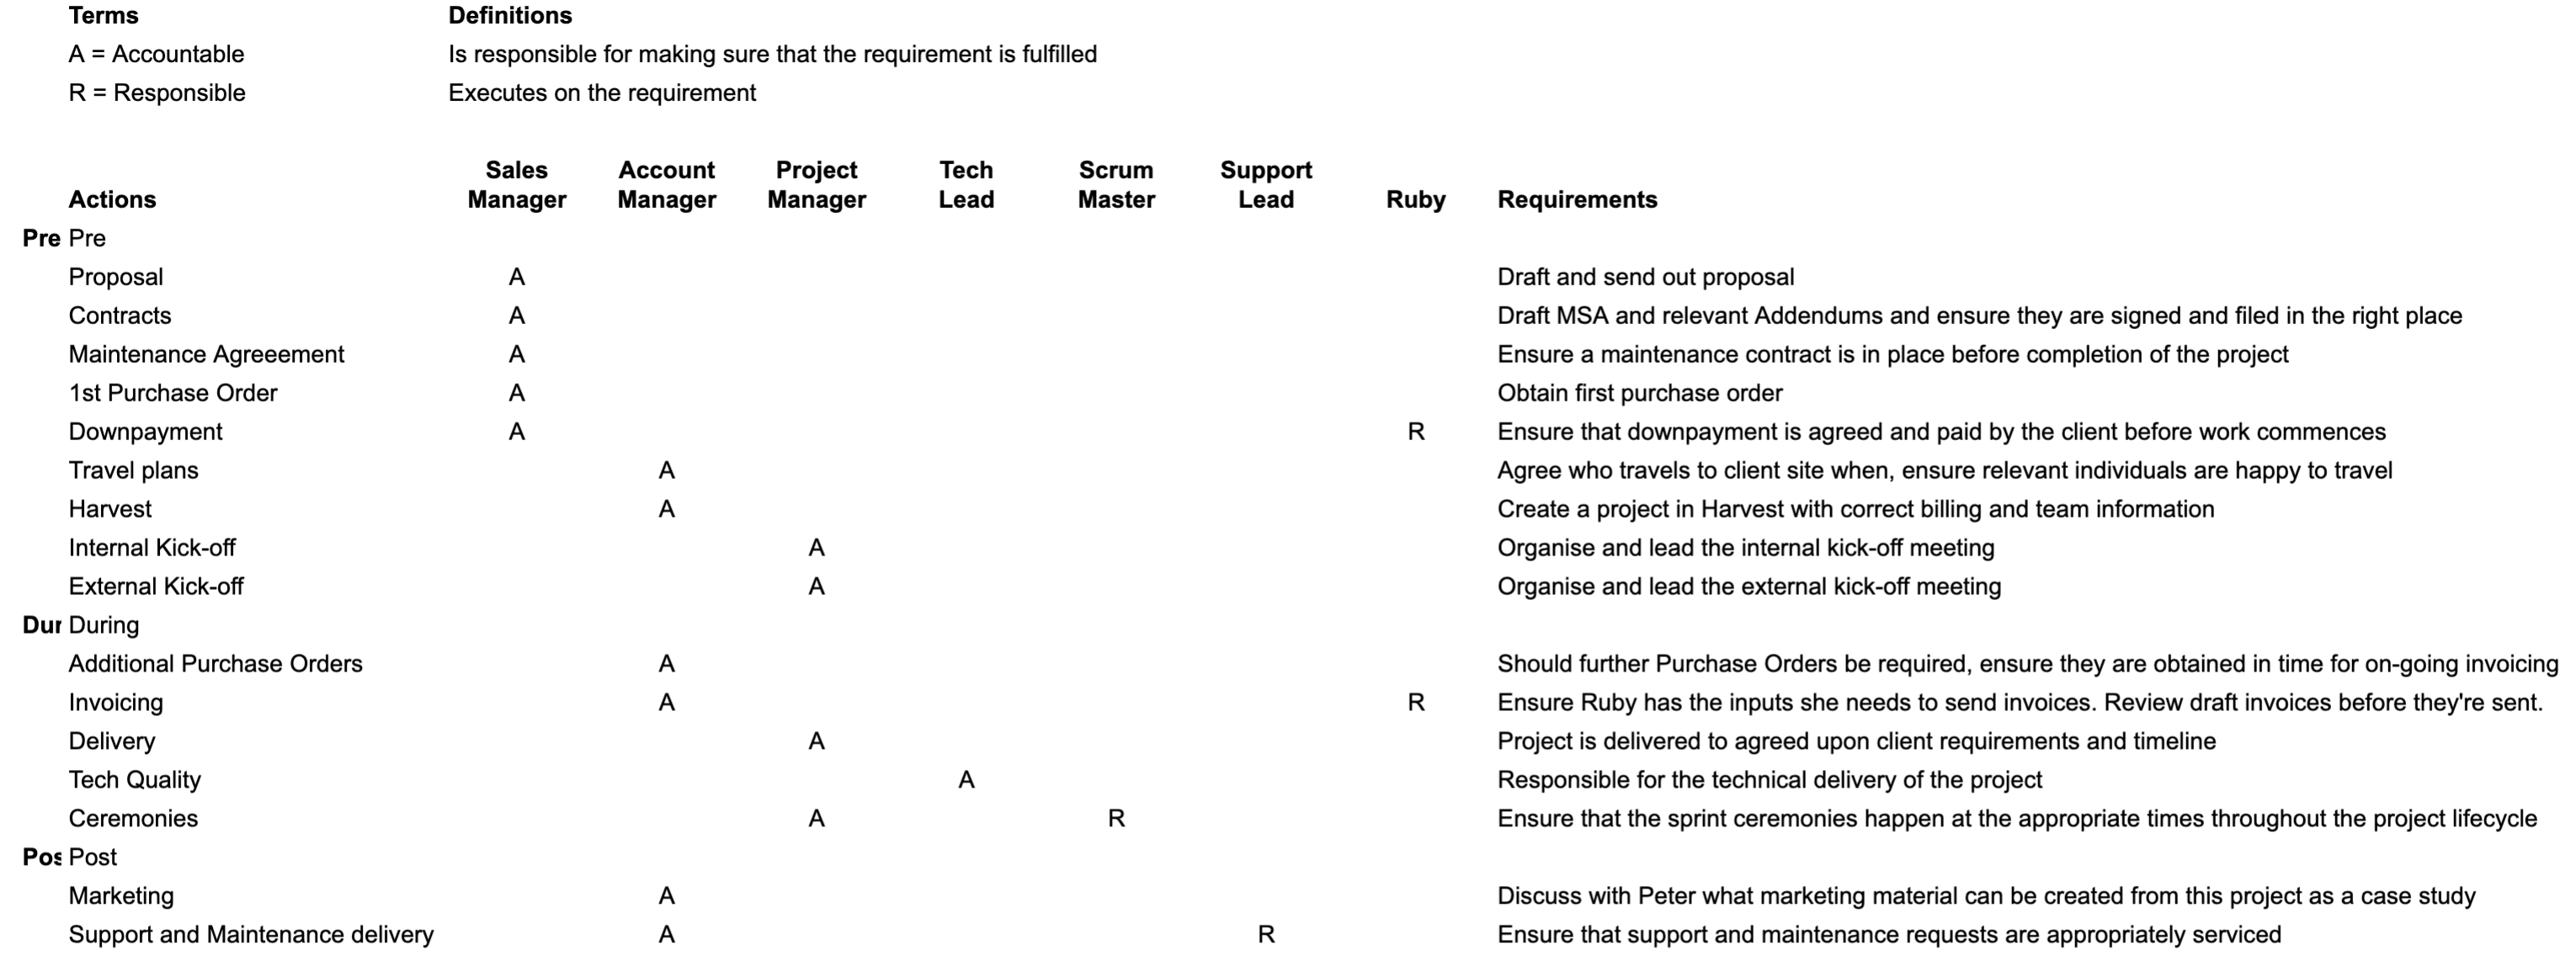 Terms Definitions
A = Accountable Is responsible for making sure that the requirement is fulfilled
R = Responsible Executes on the requirement
Sales Account Project Tech Scrum Support
Actions Manager Manager Manager Lead Master Lead Ruby Requirements
Pre Pre
Proposal A Draft and send out proposal
Contracts A Draft MSA and relevant Addendums and ensure they are signed and filed in the right place
Maintenance Agreeement A Ensure a maintenance contract is in place before completion of the project
1st Purchase Order A Obtain first purchase order
Downpayment A R Ensure that downpayment is agreed and paid by the client before work commences
Travel plans A Agree who travels to client site when, ensure relevant individuals are happy to travel
Harvest A Create a project in Harvest with correct billing and team information
Internal Kick-off A Organise and lead the internal kick-off meeting
External Kick-off A Organise and lead the external kick-off meeting
Dur During
Additional Purchase Orders A Should further Purchase Orders be required, ensure they are obtained in time for on-going invoicing
Invoicing A R Ensure Ruby has the inputs she needs to send invoices. Review draft invoices before they're sent.
Delivery A Project is delivered to agreed upon client requirements and timeline
Tech Quality A Responsible for the technical delivery of the project
Ceremonies A R Ensure that the sprint ceremonies happen at the appropriate times throughout the project lifecycle
Pos Post
Marketing A Discuss with Peter what marketing material can be created from this project as a case study
Support and Maintenance delivery A R Ensure that support and maintenance requests are appropriately serviced